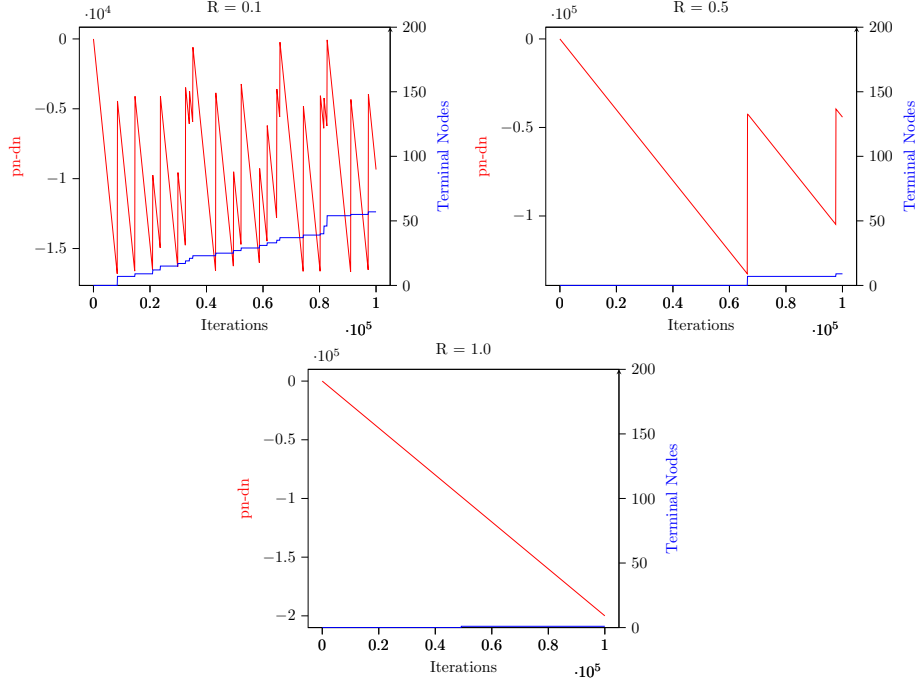 R = 0.1
·10⁴
0
−0.5
−1
−1.5
pn-dn
200
150
100
50
0
Terminal Nodes
0 0.2 0.4 0.6 0.8 1
Iterations
·10⁵
R = 0.5
·10⁵
0
−0.5
−1
pn-dn
200
150
100
50
0
Terminal Nodes
0 0.2 0.4 0.6 0.8 1
Iterations
·10⁵
R = 1.0
·10⁵
0
−0.5
−1
−1.5
−2
pn-dn
200
150
100
50
0
Terminal Nodes
0 0.2 0.4 0.6 0.8 1
Iterations
·10⁵